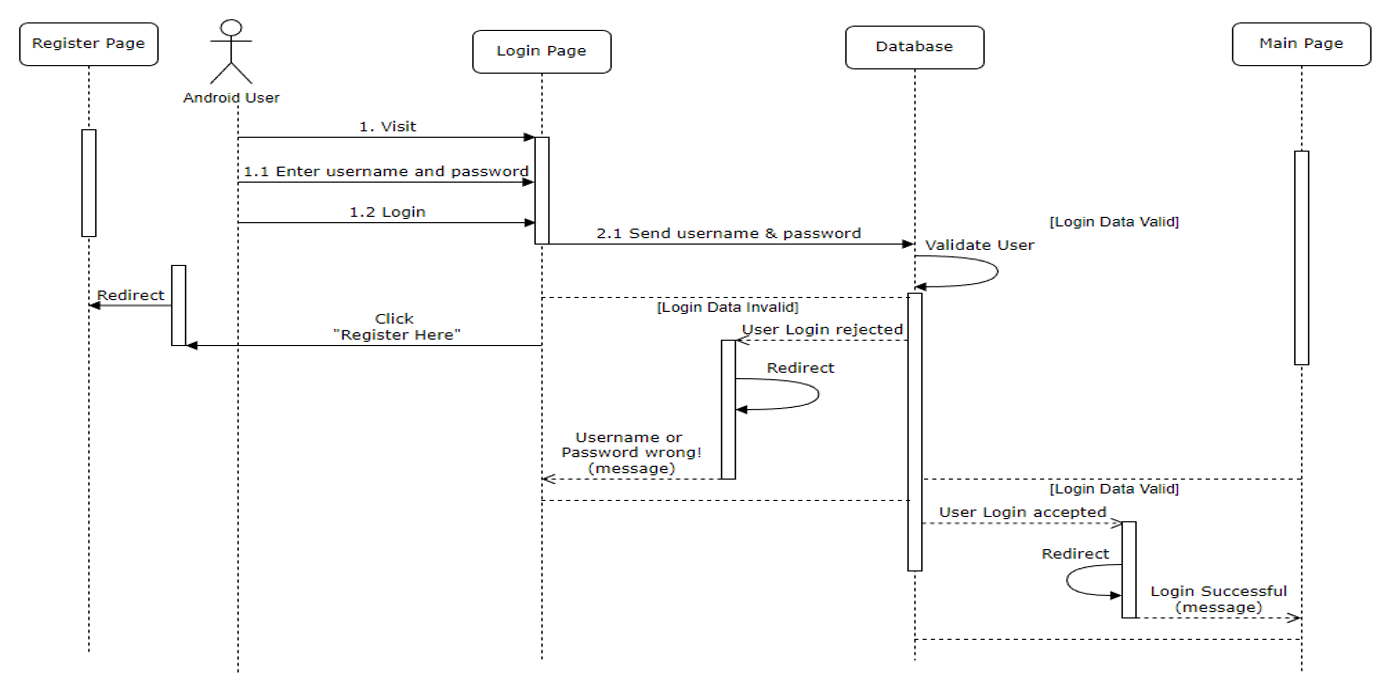 Register Page
Android User
Login Page
Database
Main Page
1. Visit
1.1 Enter username and password
1.2 Login
2.1 Send username & password
[Login Data Valid]
Validate User
Redirect
[Login Data Invalid]
Click
"Register Here"
User Login rejected
Redirect
Username or
Password wrong!
(message)
[Login Data Valid]
User Login accepted
Redirect
Login Successful
(message)